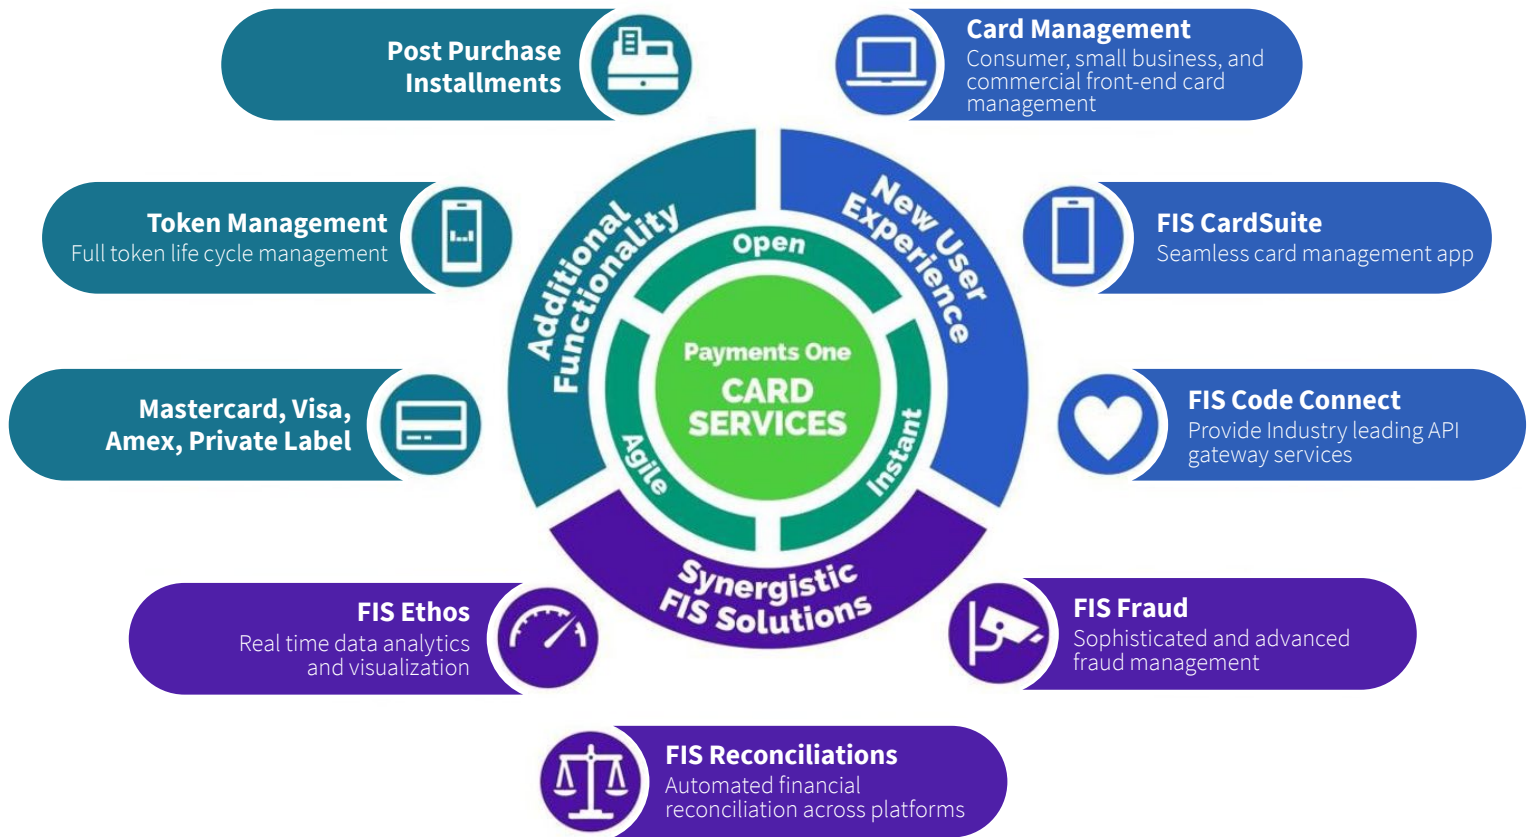 Post Purchase
Installments
Card Management
Consumer, small business, and
commercial front-end card
management
Token Management
Full token life cycle management
FIS CardSuite
Seamless card management app
Mastercard, Visa,
Amex, Private Label
FIS Code Connect
Provide Industry leading API
gateway services
Additional
Functionality
New User
Experience
Open
Agile
Instant
Payments One
CARD
SERVICES
Synergistic
FIS Solutions
FIS Ethos
Real time data analytics
and visualization
FIS Fraud
Sophisticated and advanced
fraud management
FIS Reconciliations
Automated financial
reconciliation across platforms